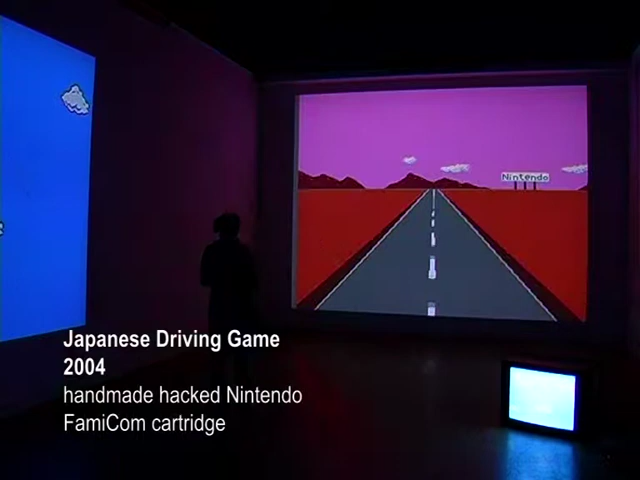 Nintendo
Japanese Driving Game
2004
handmade hacked Nintendo
FamiCom cartridge